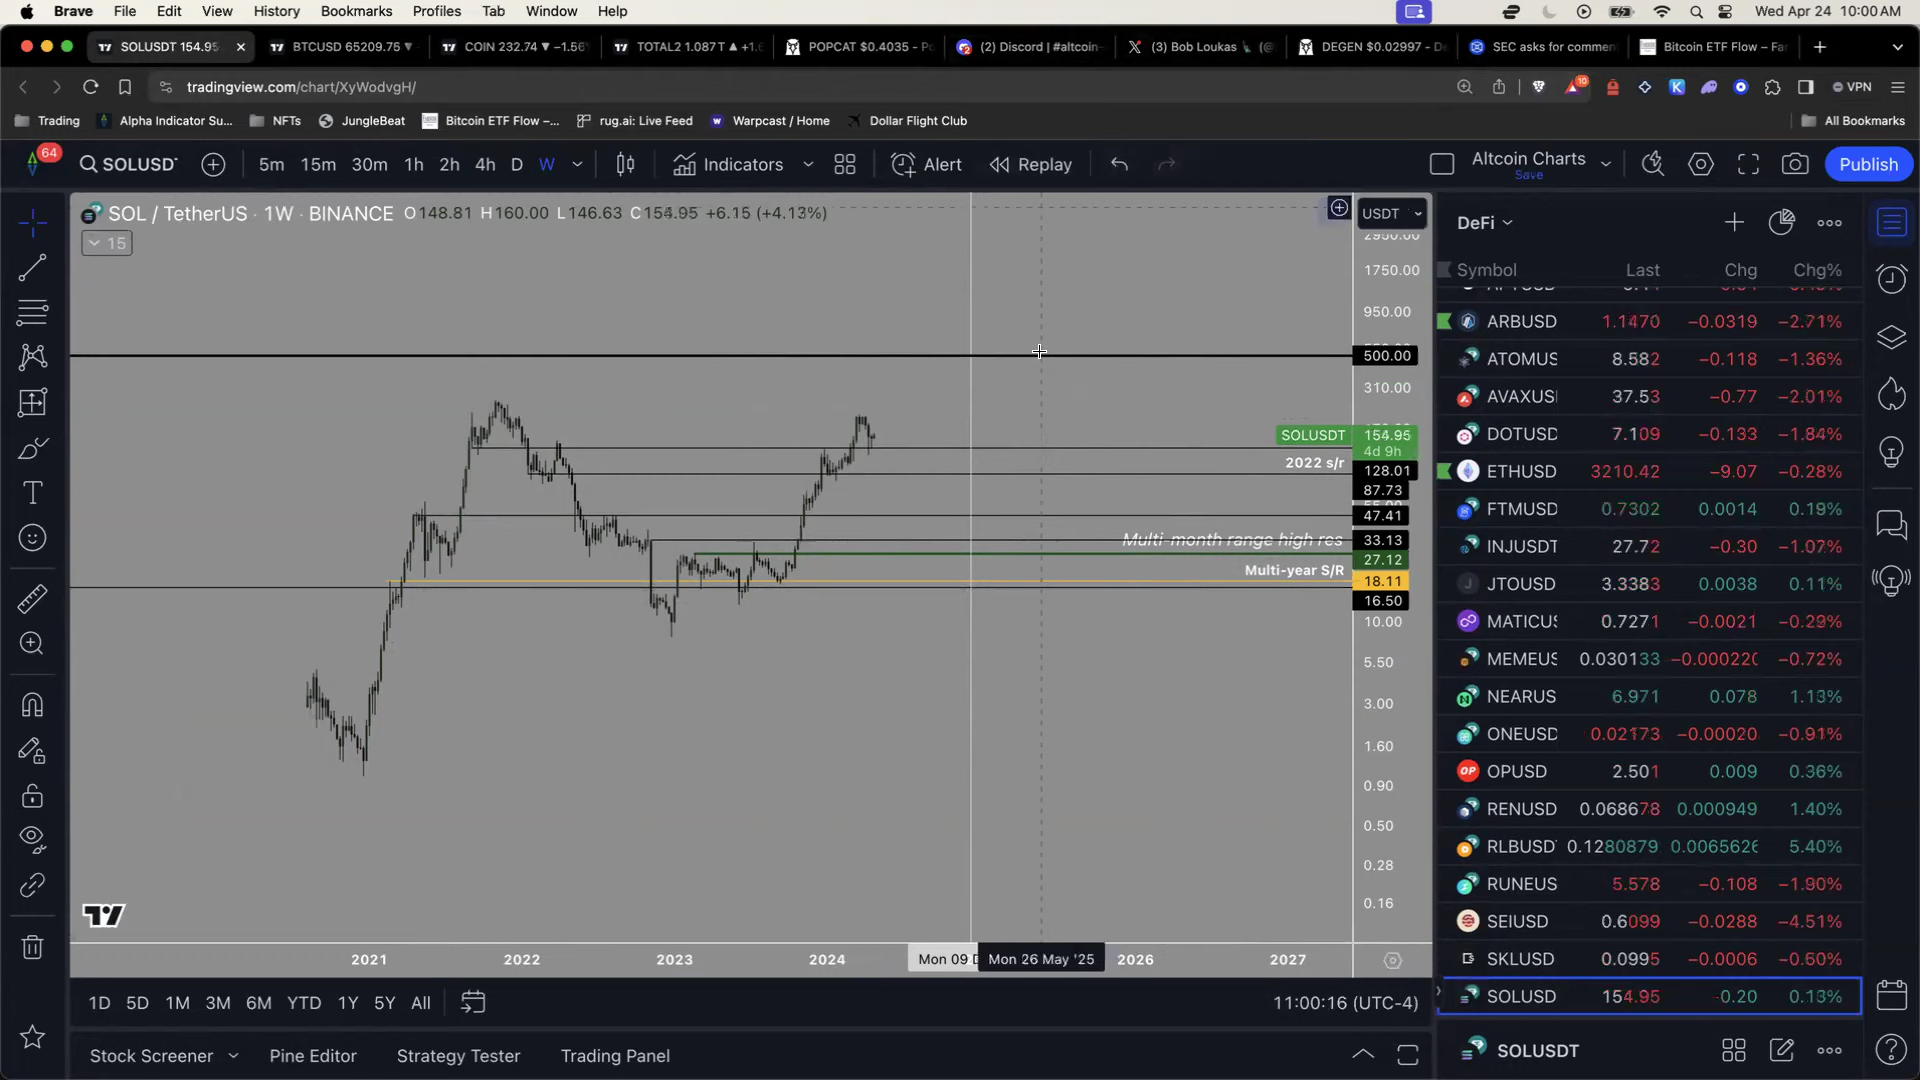 Brave File Edit View History Bookmarks Profiles Tab Window Help Wed Apr 24 10:00 AM
SOLUSDT 154.95 BTCUSD 65209.75 ▼ COIN 232.74 ▼ −1.56 TOTAL2 1.087T ▲ +1. POPCAT $0.4035 - Po (2) Discord | #altcoin- (3) Bob Loukas (@ DEGEN $0.02997 - De SEC asks for commen Bitcoin ETF Flow – Far
tradingview.com/chart/XyWodvgH/ 10 VPN
Trading Alpha Indicator Su... NFTs JungleBeat Bitcoin ETF Flow –... rug.ai: Live Feed Warpcast / Home Dollar Flight Club All Bookmarks
64 SOLUSD 5m 15m 30m 1h 2h 4h D W Indicators Alert Replay Altcoin Charts Save Publish
SOL / TetherUS · 1W · BINANCE O148.81 H160.00 L146.63 C154.95 +6.15 (+4.13%)
15
USDT
2950.00
1750.00
950.00
500.00
310.00
SOLUSDT 154.95
4d 9h
2022 s/r
128.01
87.73
47.41
Multi-month range high res 33.13
27.12
Multi-year S/R
18.11
16.50
10.00
5.50
3.00
1.60
0.90
0.50
0.28
0.16
2021 2022 2023 2024 Mon 09 D Mon 26 May '25 2026 2027
1D 5D 1M 3M 6M YTD 1Y 5Y All 11:00:16 (UTC-4)
Stock Screener Pine Editor Strategy Tester Trading Panel
DeFi
Symbol Last Chg Chg%
ARBUSD 1.1470 −0.0319 −2.71%
ATOMUS 8.582 −0.118 −1.36%
AVAXUS 37.53 −0.77 −2.01%
DOTUSD 7.109 −0.133 −1.84%
ETHUSD 3210.42 −9.07 −0.28%
FTMUSD 0.7302 0.0014 0.19%
INJUSDT 27.72 −0.30 −1.07%
JTOUSD 3.3383 0.0038 0.11%
MATICUS 0.7271 −0.0021 −0.29%
MEMEUS 0.030133 −0.000220 −0.72%
NEARUS 6.971 0.078 1.13%
ONEUSD 0.02173 −0.00020 −0.91%
OPUSD 2.501 0.009 0.36%
RENUSD 0.068678 0.000949 1.40%
RLBUSD 0.1280879 0.0065626 5.40%
RUNEUS 5.578 −0.108 −1.90%
SEIUSD 0.6099 −0.0288 −4.51%
SKLUSD 0.0995 −0.0006 −0.60%
SOLUSD 154.95 0.20 0.13%
SOLUSDT